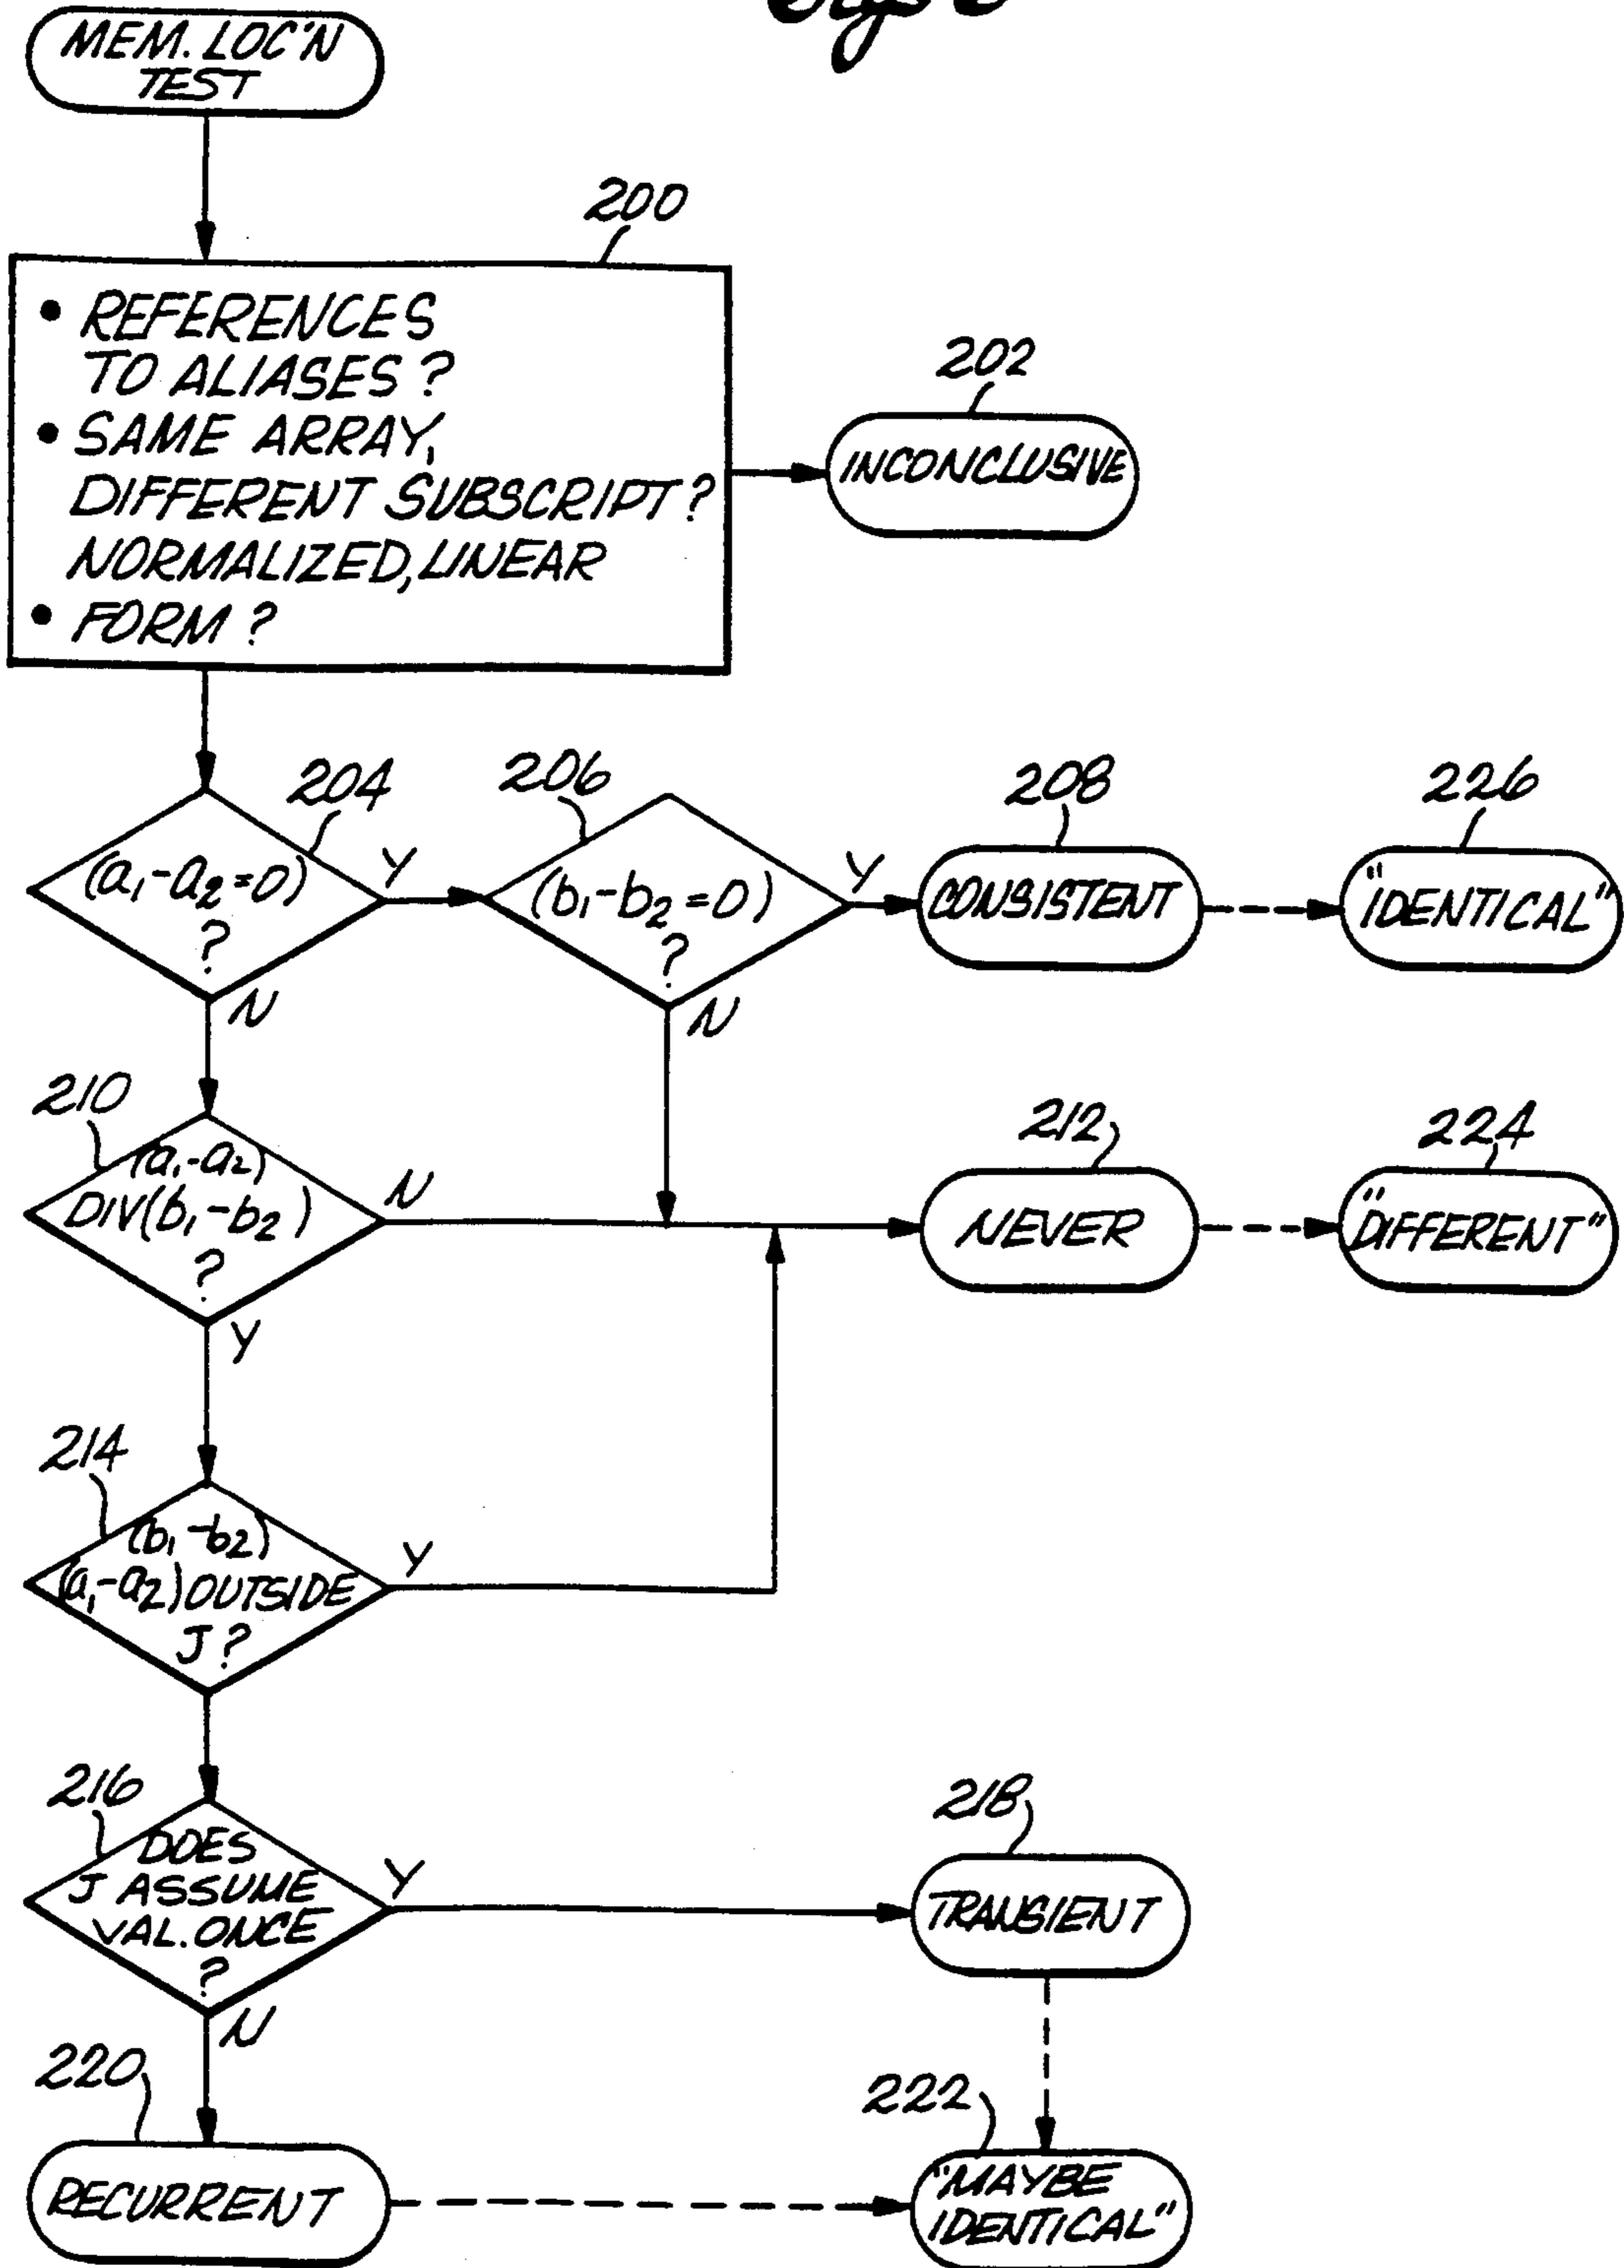 MEM. LOC'N
TEST
200
• REFERENCES
TO ALIASES ?
• SAME ARRAY,
DIFFERENT SUBSCRIPT ?
NORMALIZED, LINEAR
• FORM ?
202
INCONCLUSIVE
204
(a₁-a₂=0)
?
Y
N
206
(b₁-b₂=0)
?
Y
N
208
CONSISTENT
226
"IDENTICAL"
210
(a₁-a₂)
DIV(b₁-b₂)
?
N
Y
212
NEVER
224
"DIFFERENT"
214
(b₁-b₂)
(a₁-a₂) OUTSIDE
J ?
Y
216
DOES
J ASSUME
VAL. ONCE
?
Y
N
218
TRANSIENT
220
RECURRENT
222
"MAYBE
IDENTICAL"